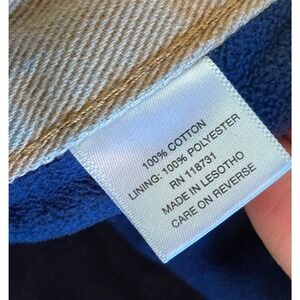 100% COTTON
LINING: 100% POLYESTER
RN 118731
MADE IN LESOTHO
CARE ON REVERSE